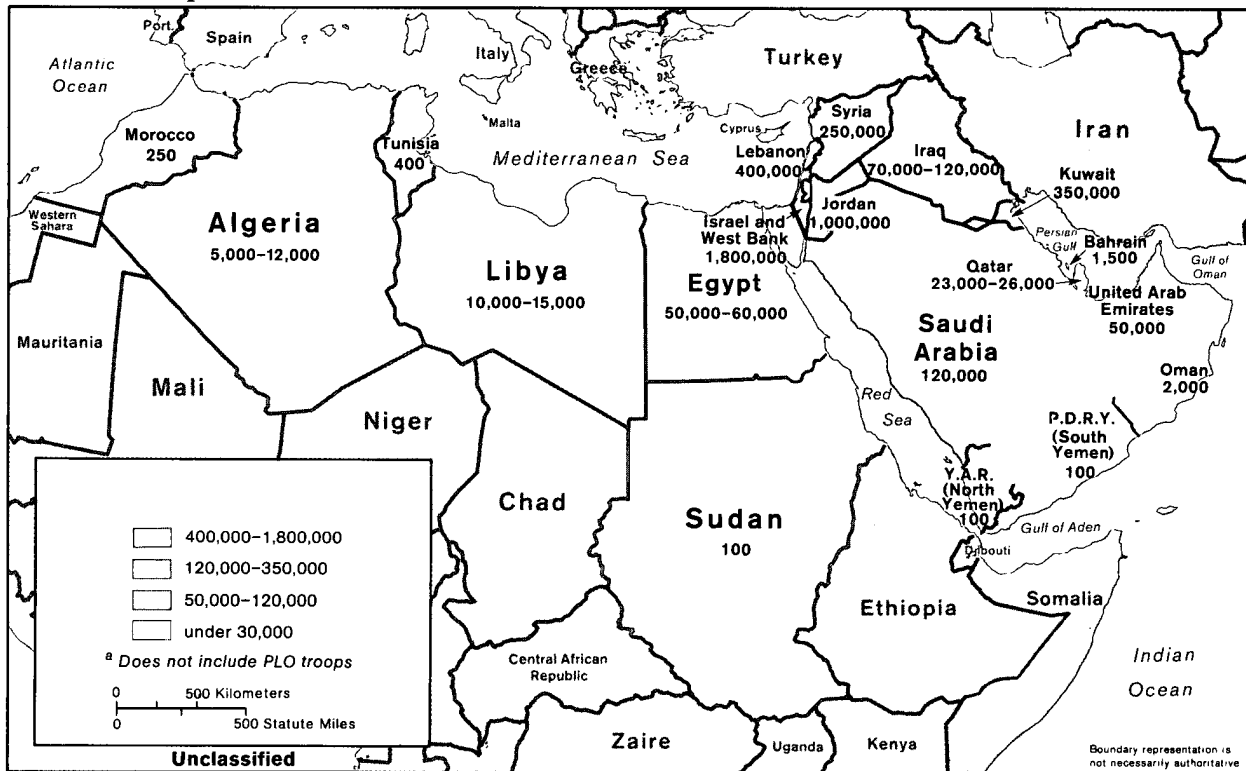 Port.
Spain
Italy
Greece
Turkey
Atlantic
Ocean
Morocco
250
Tunisia
400
Malta
Mediterranean Sea
Cyprus
Syria
250,000
Lebanon
400,000
Iraq
70,000–120,000
Iran
Kuwait
350,000
Western
Sahara
Algeria
5,000–12,000
Libya
10,000–15,000
Egypt
50,000–60,000
Israel and
West Bank
1,800,000
Jordan
1,000,000
Persian
Gulf
Bahrain
1,500
Gulf of
Oman
Qatar
23,000–26,000
United Arab
Emirates
50,000
Saudi
Arabia
120,000
Oman
2,000
Mauritania
Mali
Niger
Chad
Sudan
100
Red
Sea
P.D.R.Y.
(South
Yemen)
100
Y.A.R.
(North
Yemen)
100
Gulf of Aden
Djibouti
Ethiopia
Somalia
Indian
Ocean
Central African
Republic
Zaire
Uganda
Kenya
400,000–1,800,000
120,000–350,000
50,000–120,000
under 30,000
a Does not include PLO troops
0 500 Kilometers
0 500 Statute Miles
Unclassified
Boundary representation is
not necessarily authoritative